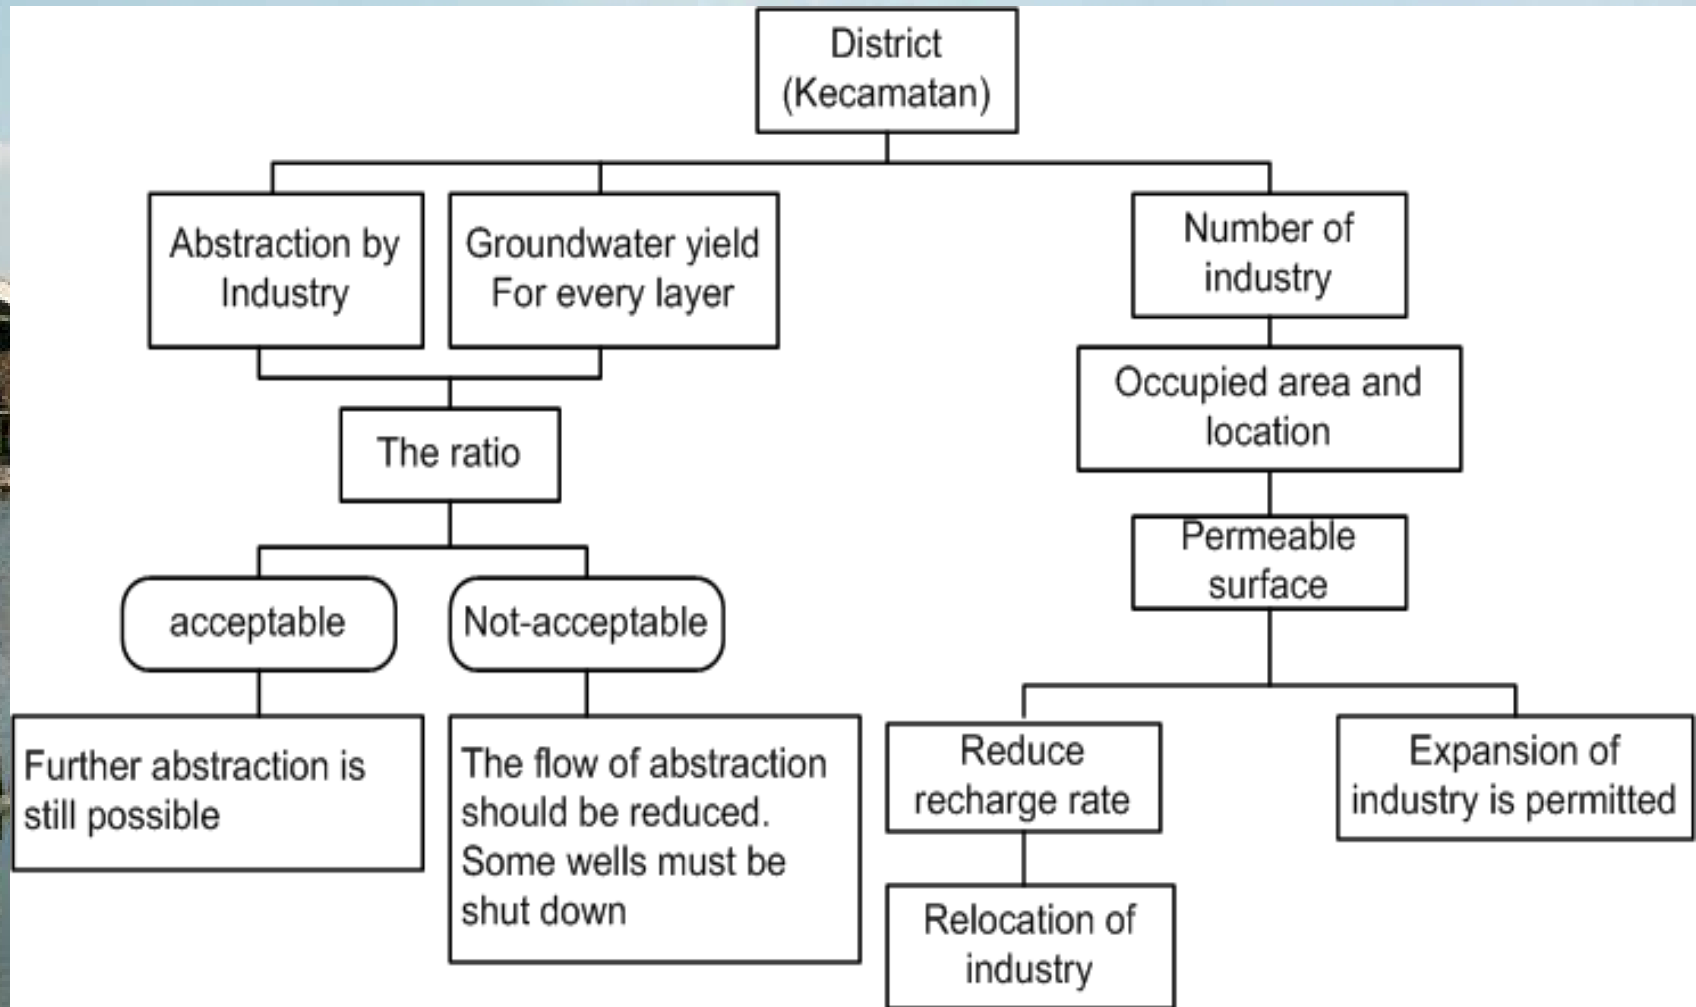 District
(Kecamatan)
Abstraction by
Industry
Groundwater yield
For every layer
Number of
industry
Occupied area and
location
The ratio
Permeable
surface
acceptable
Not-acceptable
Further abstraction is
still possible
The flow of abstraction
should be reduced.
Some wells must be
shut down
Reduce
recharge rate
Expansion of
industry is permitted
Relocation of
industry